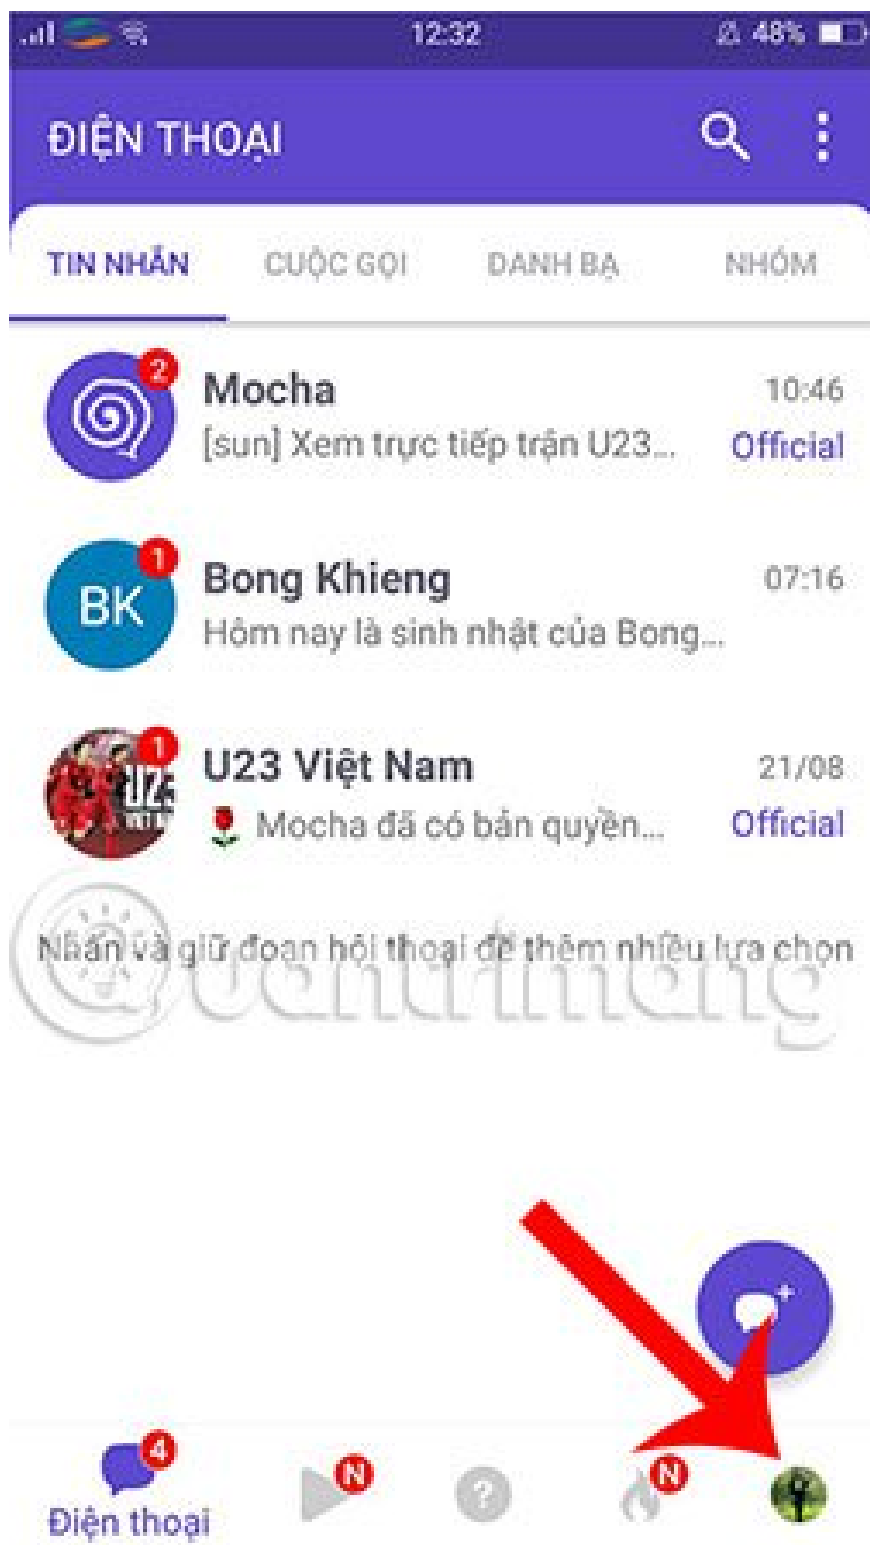 12:32 48%
ĐIỆN THOẠI
TIN NHẮN CUỘC GỌI DANH BẠ NHÓM
2
Mocha 10:46
[sun] Xem trực tiếp trận U23... Official
1
BK
Bong Khieng 07:16
Hôm nay là sinh nhật của Bong...
1
U23 Việt Nam 21/08
Mocha đã có bản quyền... Official
Nhấn và giữ đoạn hội thoại để thêm nhiều lựa chọn
Quantrimang
4 N ? N
Điện thoại